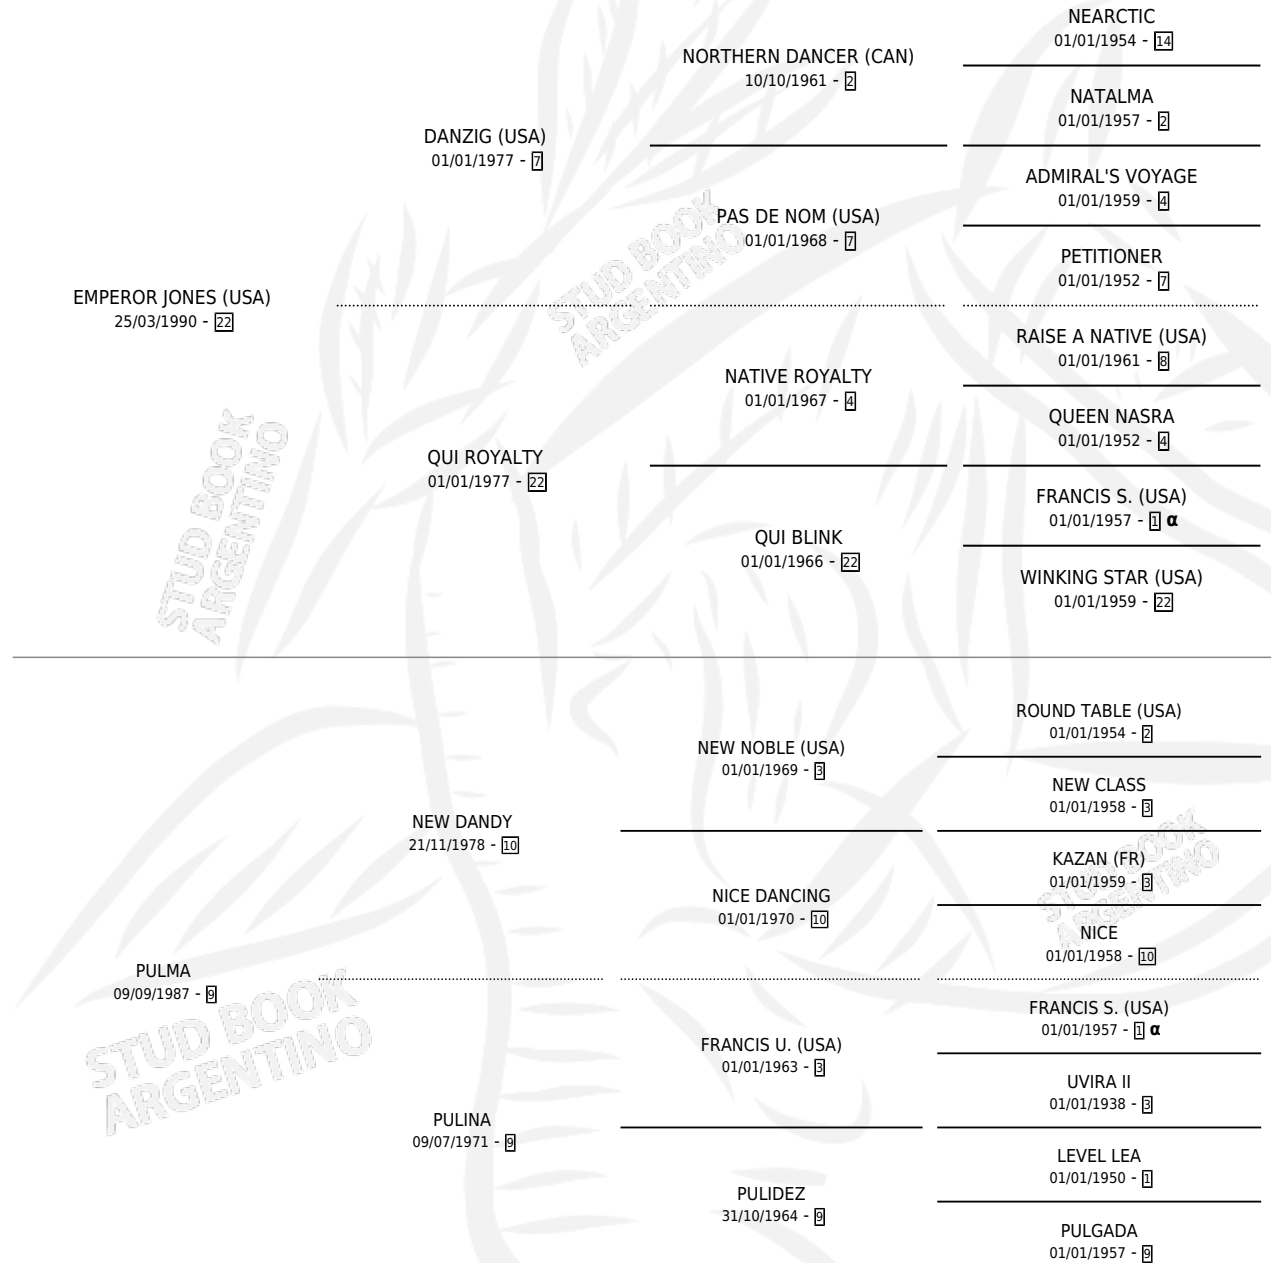 NEARCTIC
01/01/1954 - 14
NORTHERN DANCER (CAN)
10/10/1961 - 2
NATALMA
01/01/1957 - 2
DANZIG (USA)
01/01/1977 - 7
ADMIRAL'S VOYAGE
01/01/1959 - 4
PAS DE NOM (USA)
01/01/1968 - 7
PETITIONER
01/01/1952 - 7
EMPEROR JONES (USA)
25/03/1990 - 22
RAISE A NATIVE (USA)
01/01/1961 - 8
NATIVE ROYALTY
01/01/1967 - 4
QUEEN NASRA
01/01/1952 - 4
QUI ROYALTY
01/01/1977 - 22
FRANCIS S. (USA)
01/01/1957 - 1 α
QUI BLINK
01/01/1966 - 22
WINKING STAR (USA)
01/01/1959 - 22
ROUND TABLE (USA)
01/01/1954 - 2
NEW NOBLE (USA)
01/01/1969 - 3
NEW CLASS
01/01/1958 - 3
NEW DANDY
21/11/1978 - 10
KAZAN (FR)
01/01/1959 - 3
NICE DANCING
01/01/1970 - 10
NICE
01/01/1958 - 10
PULMA
09/09/1987 - 9
FRANCIS S. (USA)
01/01/1957 - 1 α
FRANCIS U. (USA)
01/01/1963 - 3
UVIRA II
01/01/1938 - 3
PULINA
09/07/1971 - 9
LEVEL LEA
01/01/1950 - 1
PULIDEZ
31/10/1964 - 9
PULGADA
01/01/1957 - 9
STUD BOOK
ARGENTINO
STUD BOOK
ARGENTINO
STUD BOOK
ARGENTINO
STUD BOOK
ARGENTINO